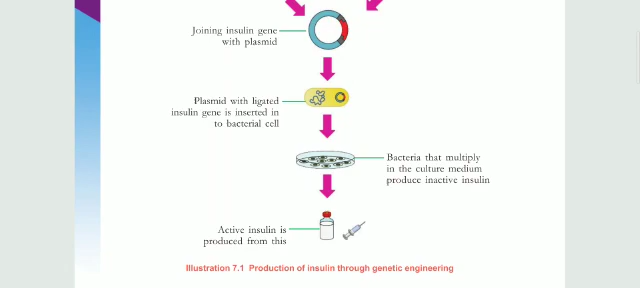 Joining insulin gene
with plasmid
Plasmid with ligated
insulin gene is inserted in
to bacterial cell
Bacteria that multiply
in the culture medium
produce inactive insulin
Active insulin is
produced from this
Illustration 7.1 Production of insulin through genetic engineering